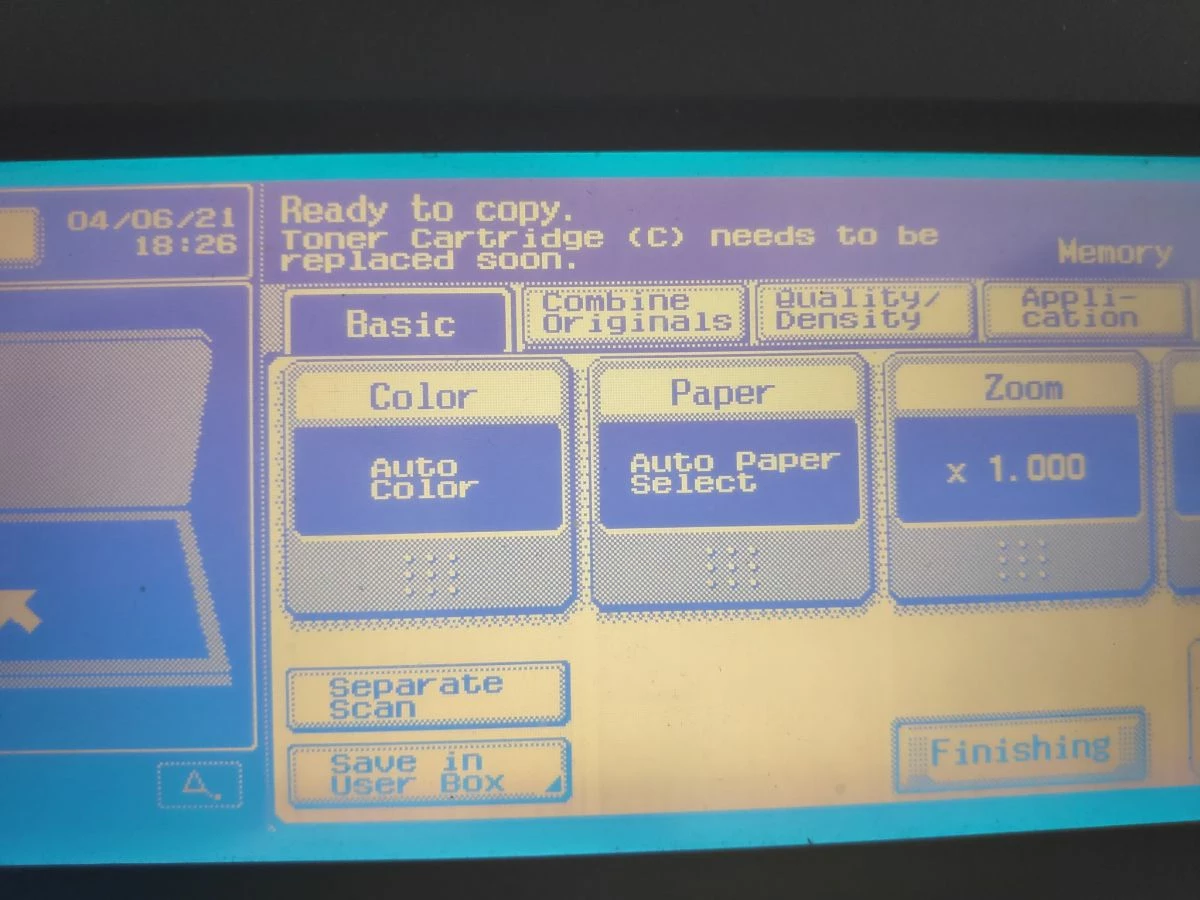 04/06/21
18:26
Ready to copy.
Toner Cartridge (C) needs to be
replaced soon.
Memory
Basic
Combine
Originals
Quality/
Density
Appli-
cation
Color
Paper
Zoom
Auto
Color
Auto Paper
Select
x 1.000
Separate
Scan
Save in
User Box
Finishing